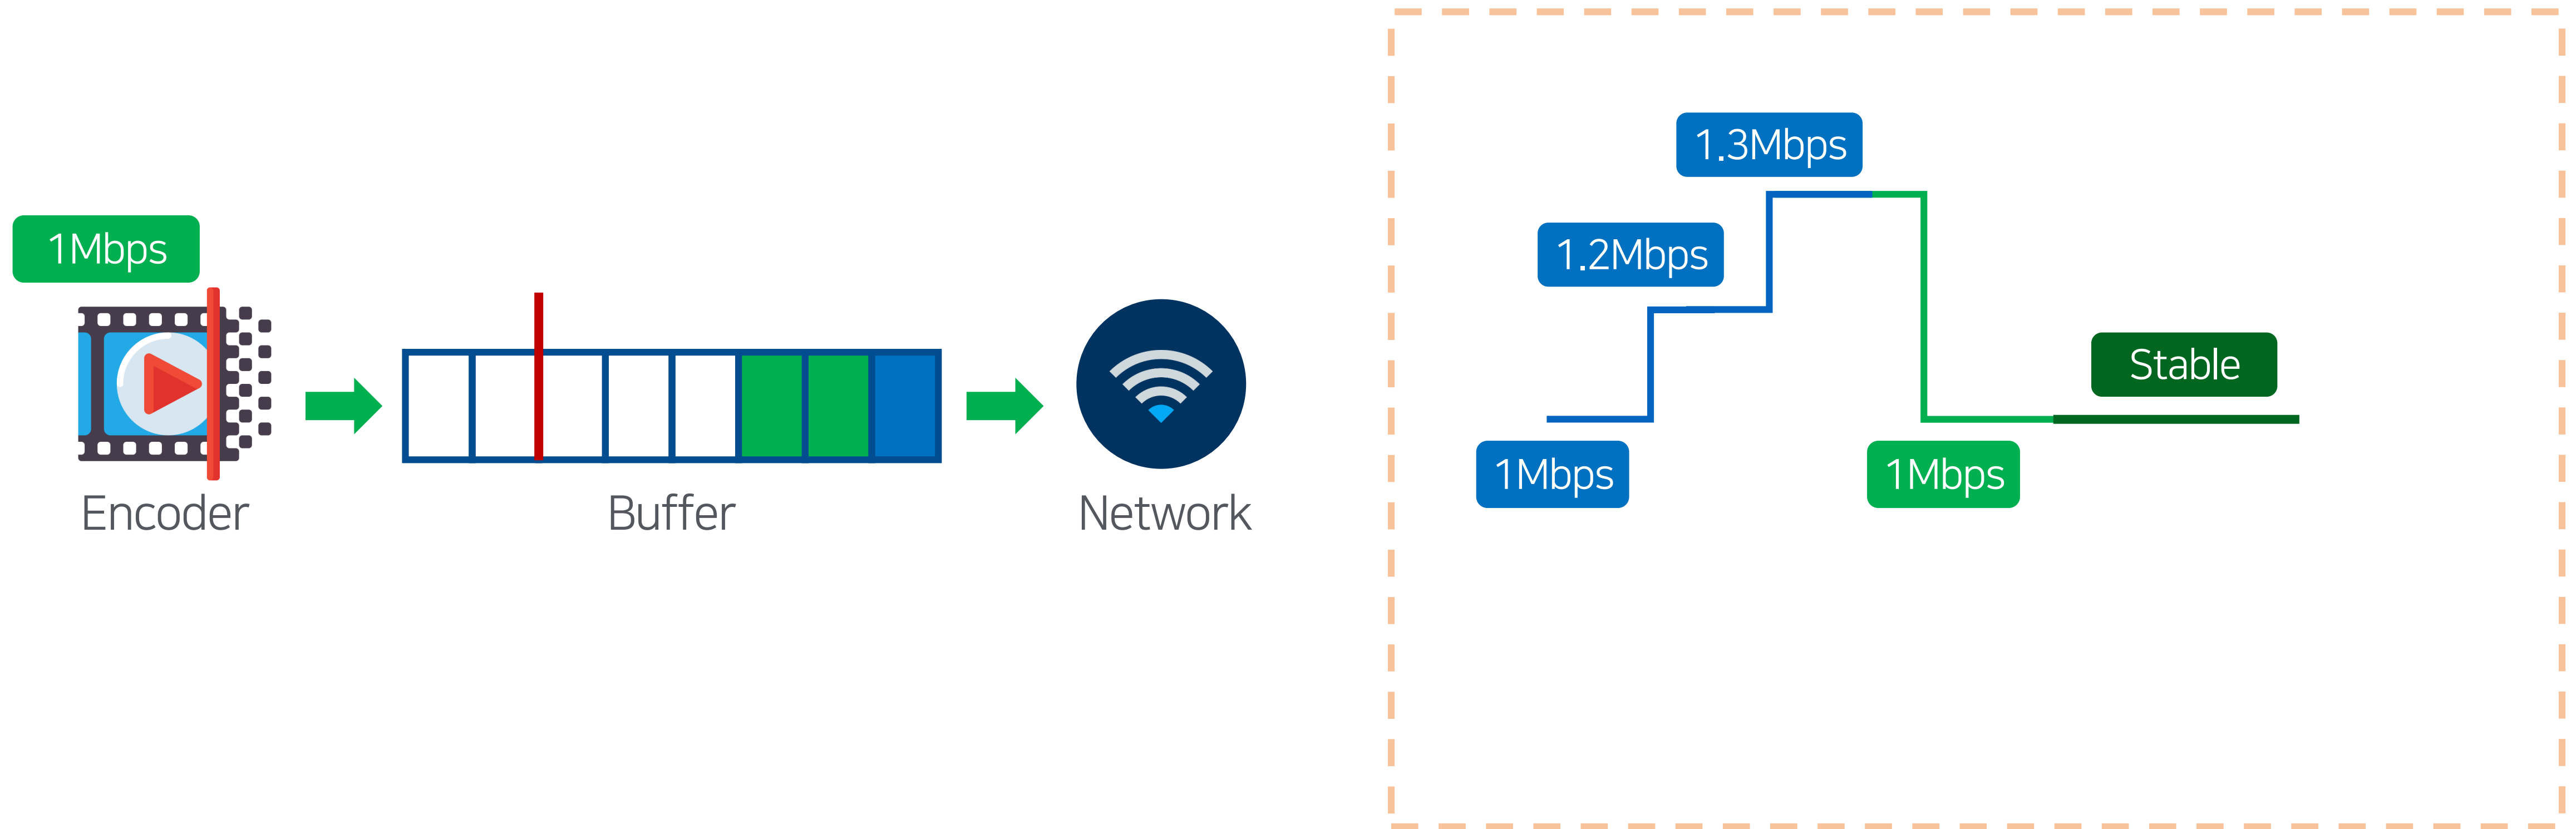 1Mbps
Encoder
Buffer
Network
1.3Mbps
1.2Mbps
Stable
1Mbps
1Mbps